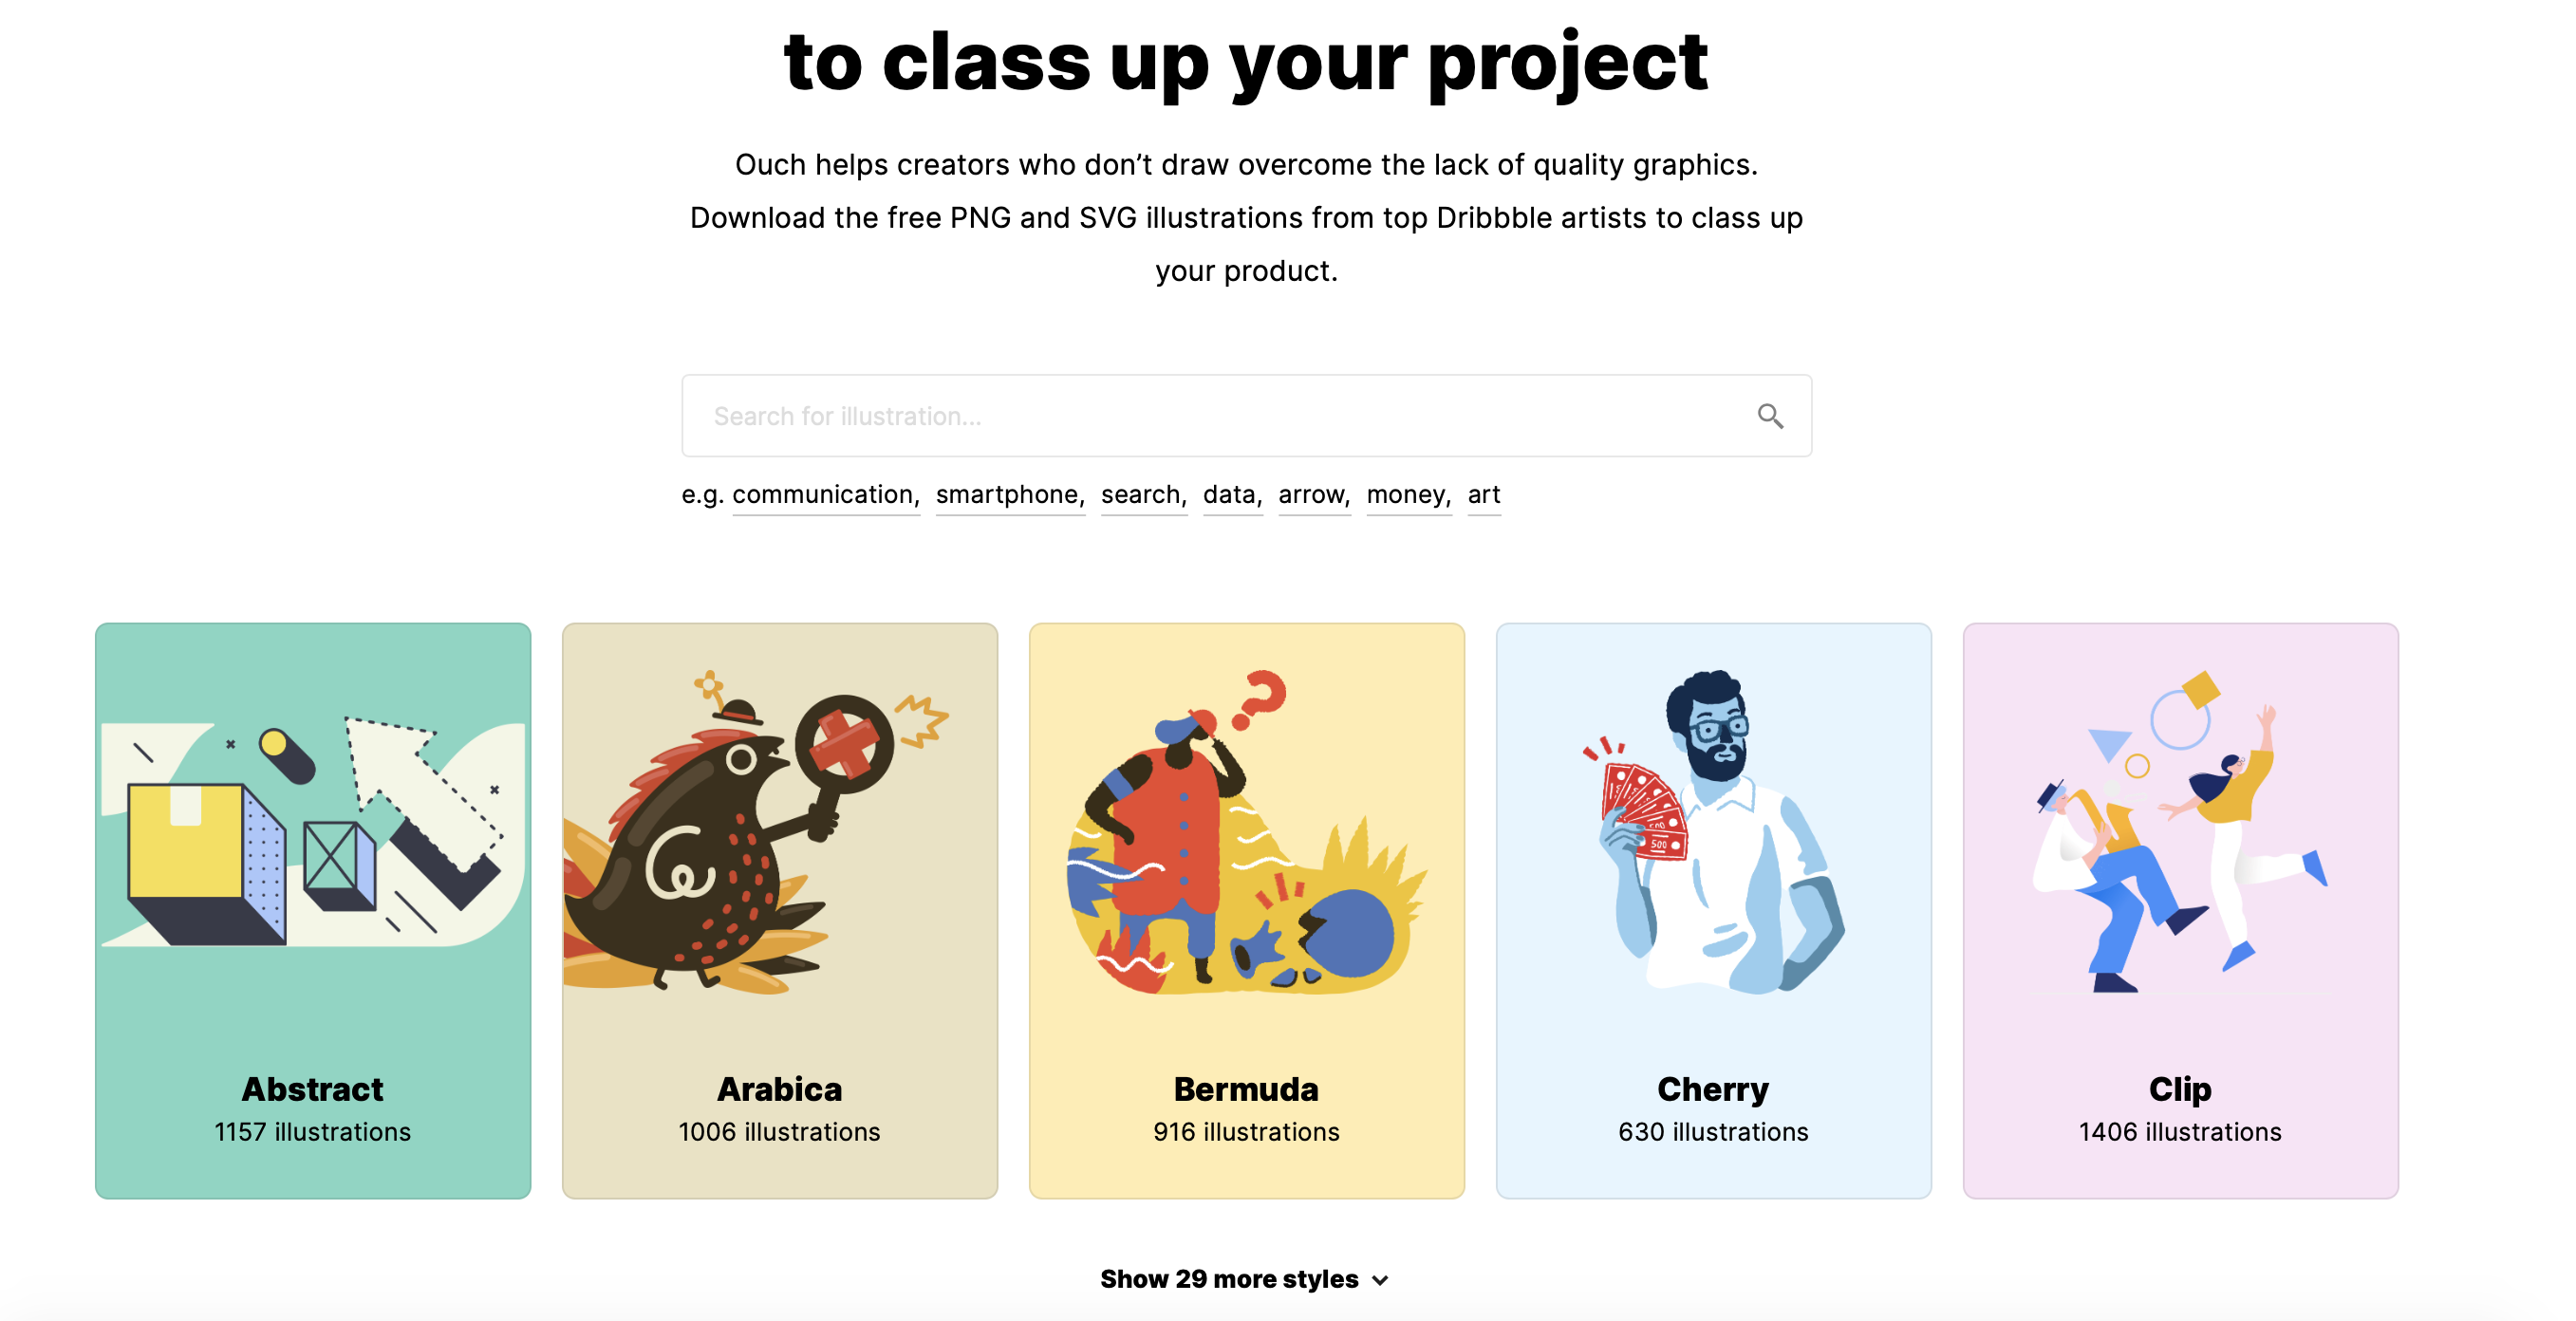 to class up your project
Ouch helps creators who don’t draw overcome the lack of quality graphics.
Download the free PNG and SVG illustrations from top Dribbble artists to class up
your product.
Search for illustration...
e.g. communication, smartphone, search, data, arrow, money, art
500
Abstract
1157 illustrations
Arabica
1006 illustrations
Bermuda
916 illustrations
Cherry
630 illustrations
Clip
1406 illustrations
Show 29 more styles